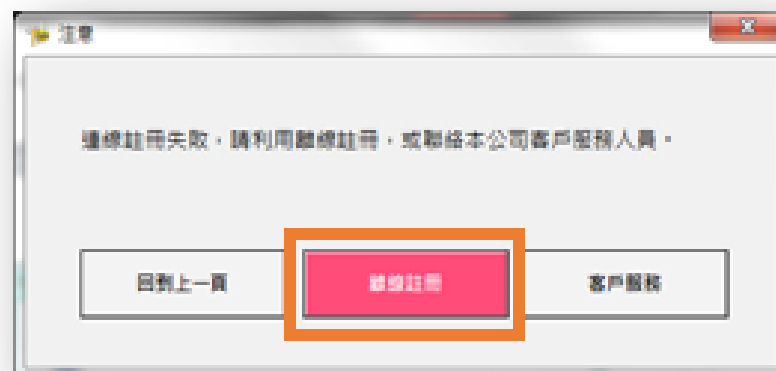 注意
連線註冊失敗，請利用離線註冊，或聯絡本公司客戶服務人員。
回到上一頁
離線註冊
客戶服務